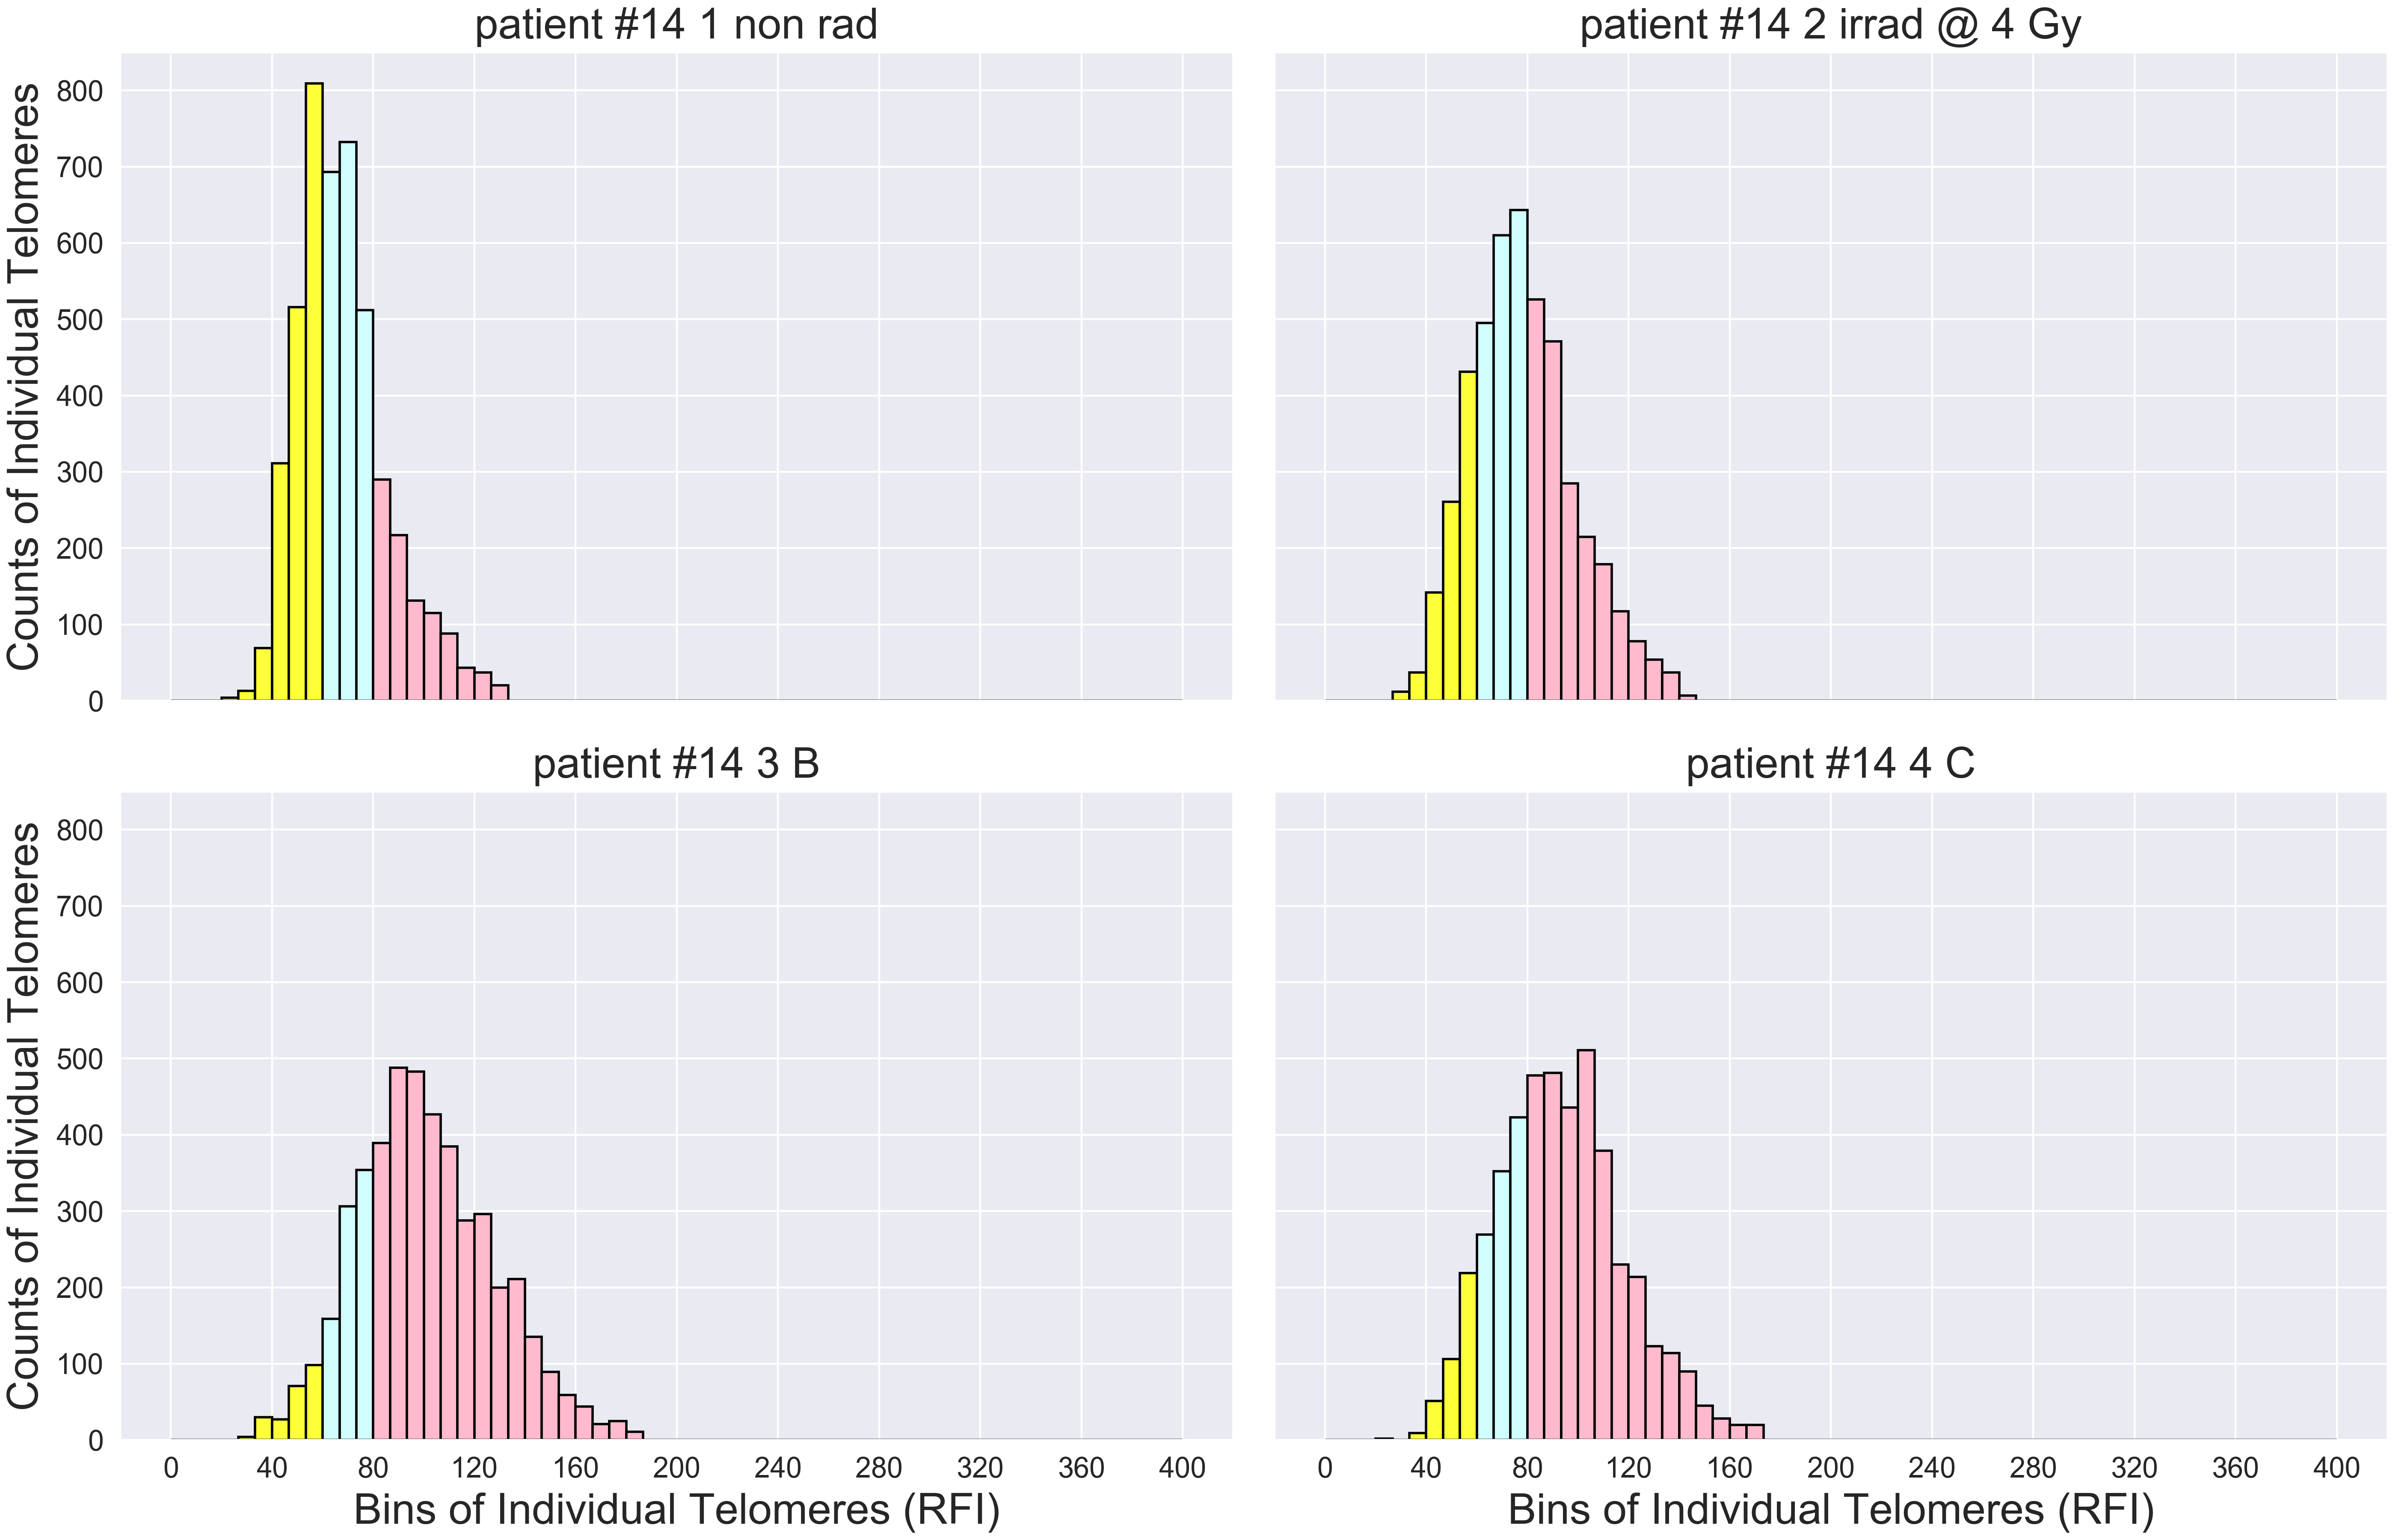 patient #14 1 non rad
patient #14 2 irrad @ 4 Gy
Counts of Individual Telomeres
800
700
600
500
400
300
200
100
0
patient #14 3 B
patient #14 4 C
Counts of Individual Telomeres
800
700
600
500
400
300
200
100
0
0 40 80 120 160 200 240 280 320 360 400
0 40 80 120 160 200 240 280 320 360 400
Bins of Individual Telomeres (RFI)
Bins of Individual Telomeres (RFI)